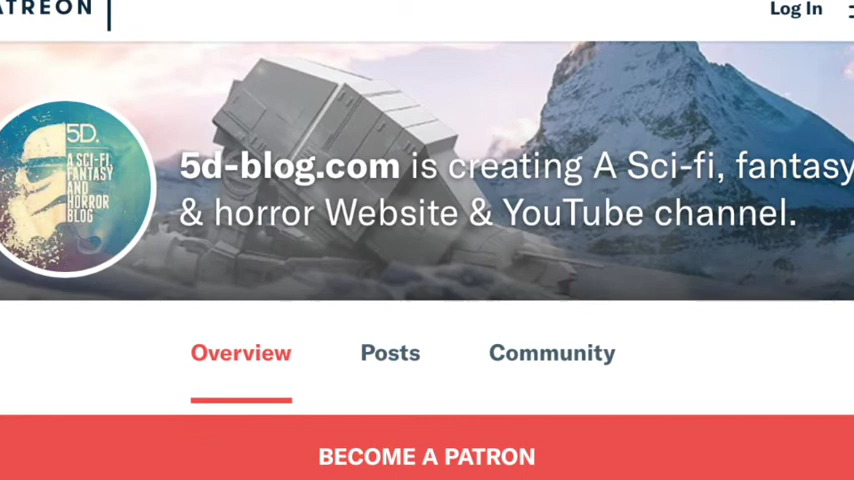 ATREON
Log In
5D.
A SCI-FI,
FANTASY
AND
HORROR
BLOG
5d-blog.com is creating A Sci-fi, fantasy
& horror Website & YouTube channel.
Overview Posts Community
BECOME A PATRON